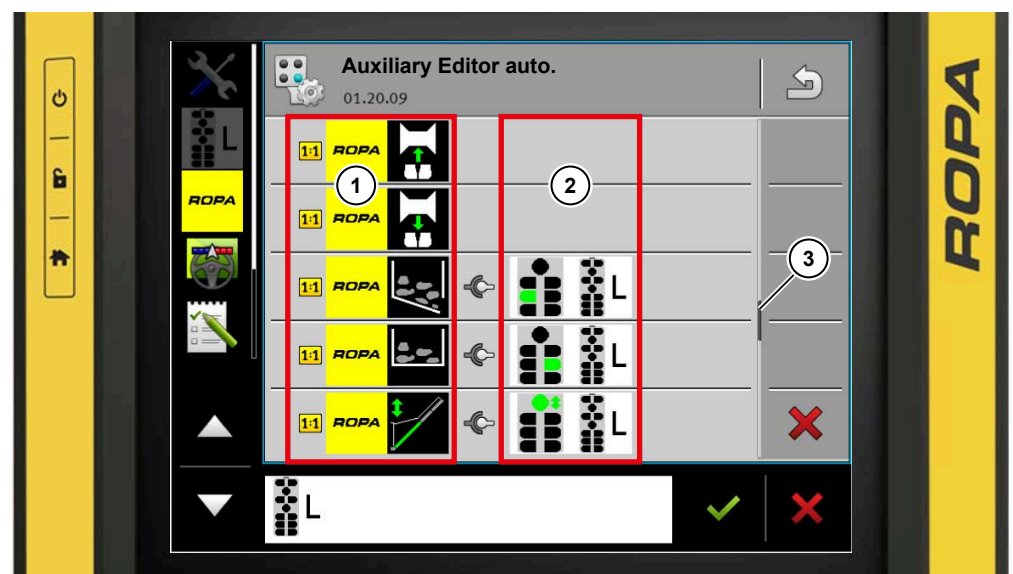 Auxiliary Editor auto.
01.20.09
L
ROPA
1:1 ROPA
1:1 ROPA
1:1 ROPA L
1:1 ROPA L
1:1 ROPA L
1
2
3
L
ROPA